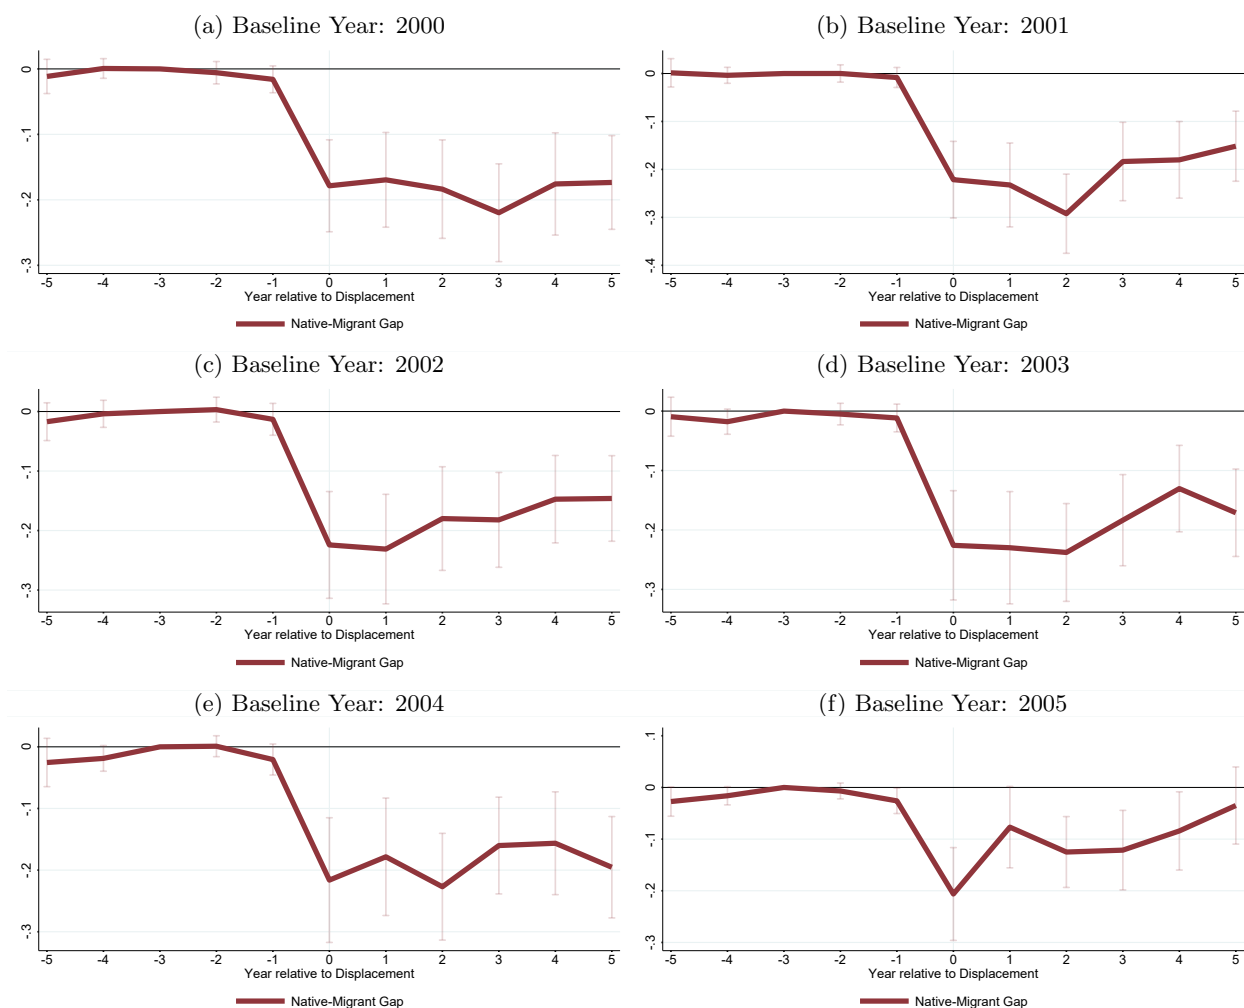 (a) Baseline Year: 2000
0
-.1
-.2
-.3
-5 -4 -3 -2 -1 0 1 2 3 4 5
Year relative to Displacement
Native-Migrant Gap
(b) Baseline Year: 2001
0
-.1
-.2
-.3
-.4
-5 -4 -3 -2 -1 0 1 2 3 4 5
Year relative to Displacement
Native-Migrant Gap
(c) Baseline Year: 2002
0
-.1
-.2
-.3
-5 -4 -3 -2 -1 0 1 2 3 4 5
Year relative to Displacement
Native-Migrant Gap
(d) Baseline Year: 2003
0
-.1
-.2
-.3
-5 -4 -3 -2 -1 0 1 2 3 4 5
Year relative to Displacement
Native-Migrant Gap
(e) Baseline Year: 2004
0
-.1
-.2
-.3
-5 -4 -3 -2 -1 0 1 2 3 4 5
Year relative to Displacement
Native-Migrant Gap
(f) Baseline Year: 2005
.1
0
-.1
-.2
-.3
-5 -4 -3 -2 -1 0 1 2 3 4 5
Year relative to Displacement
Native-Migrant Gap